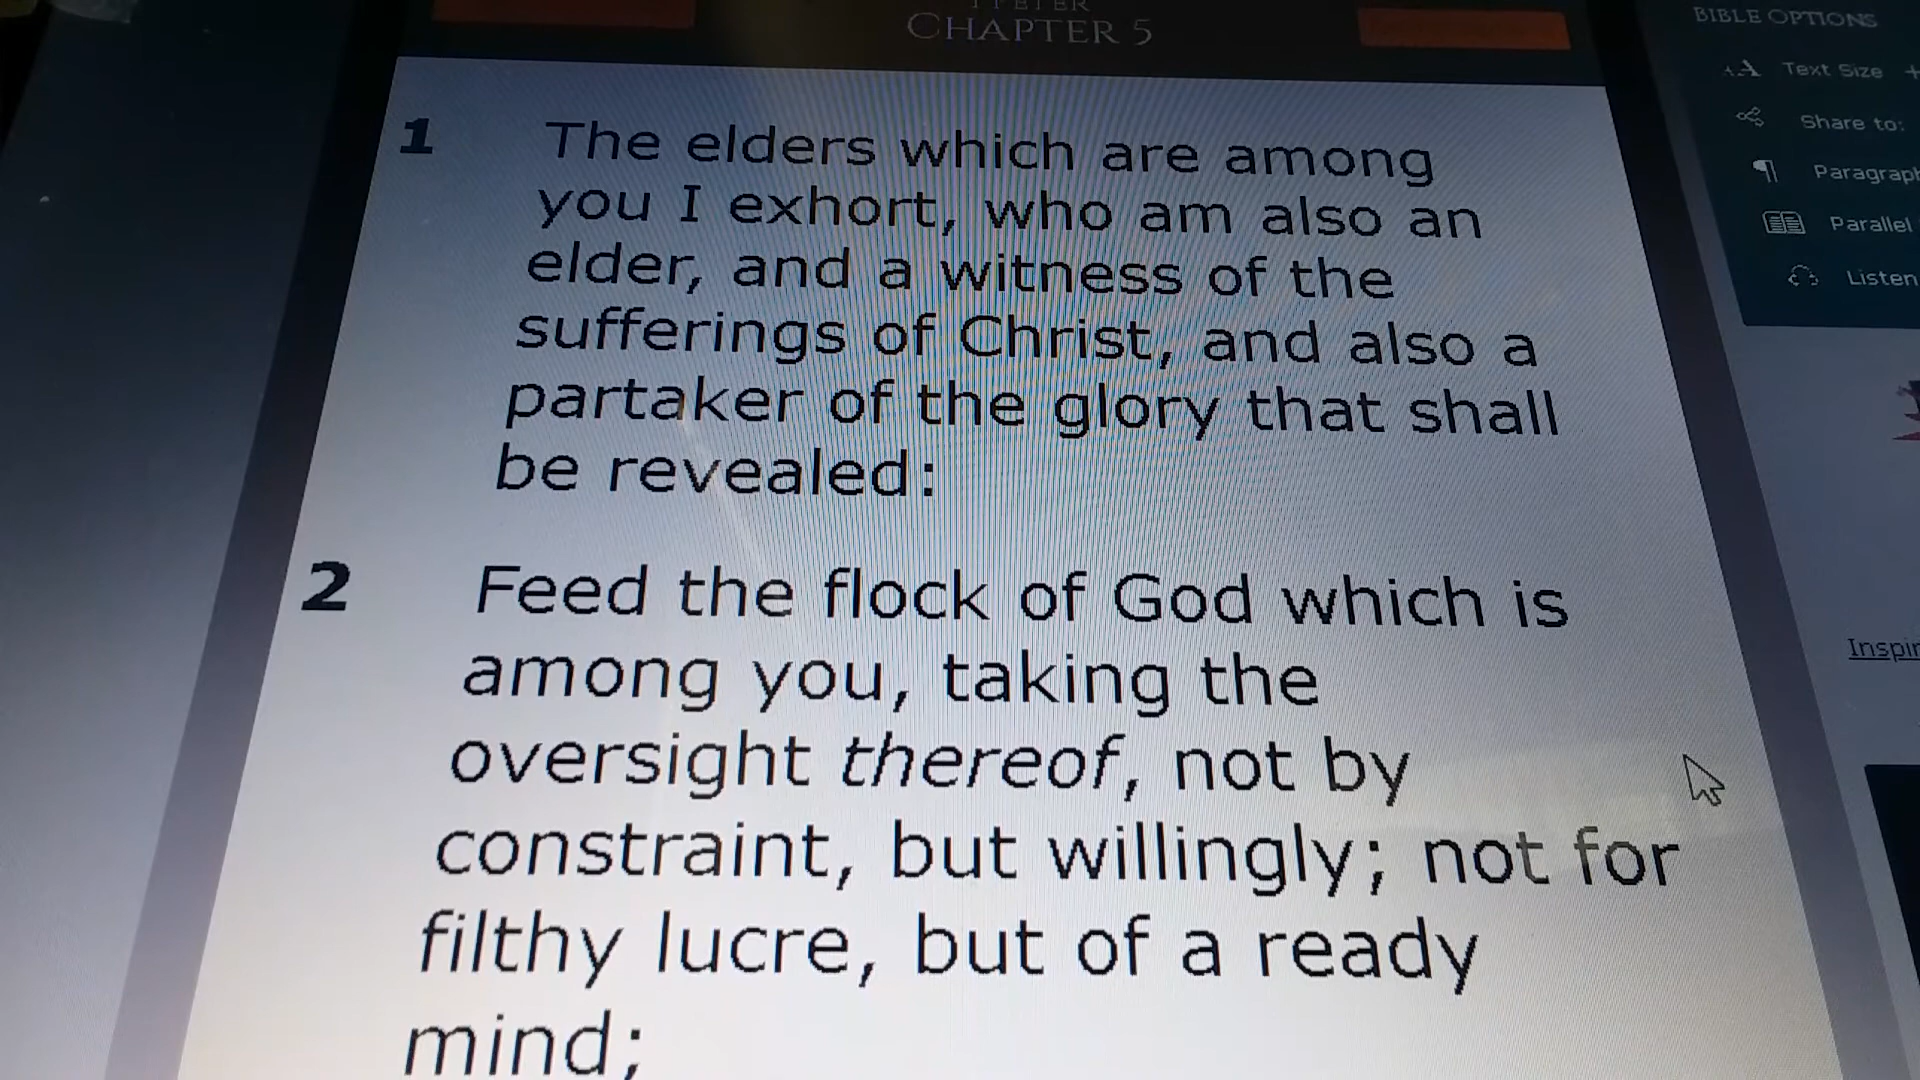 1 PETER
CHAPTER 5
1 The elders which are among
you I exhort, who am also an
elder, and a witness of the
sufferings of Christ, and also a
partaker of the glory that shall
be revealed:
2 Feed the flock of God which is
among you, taking the
oversight thereof, not by
constraint, but willingly; not for
filthy lucre, but of a ready
mind;
BIBLE OPTIONS
AA Text Size +
Share to:
¶ Paragraph
Parallel
Listen